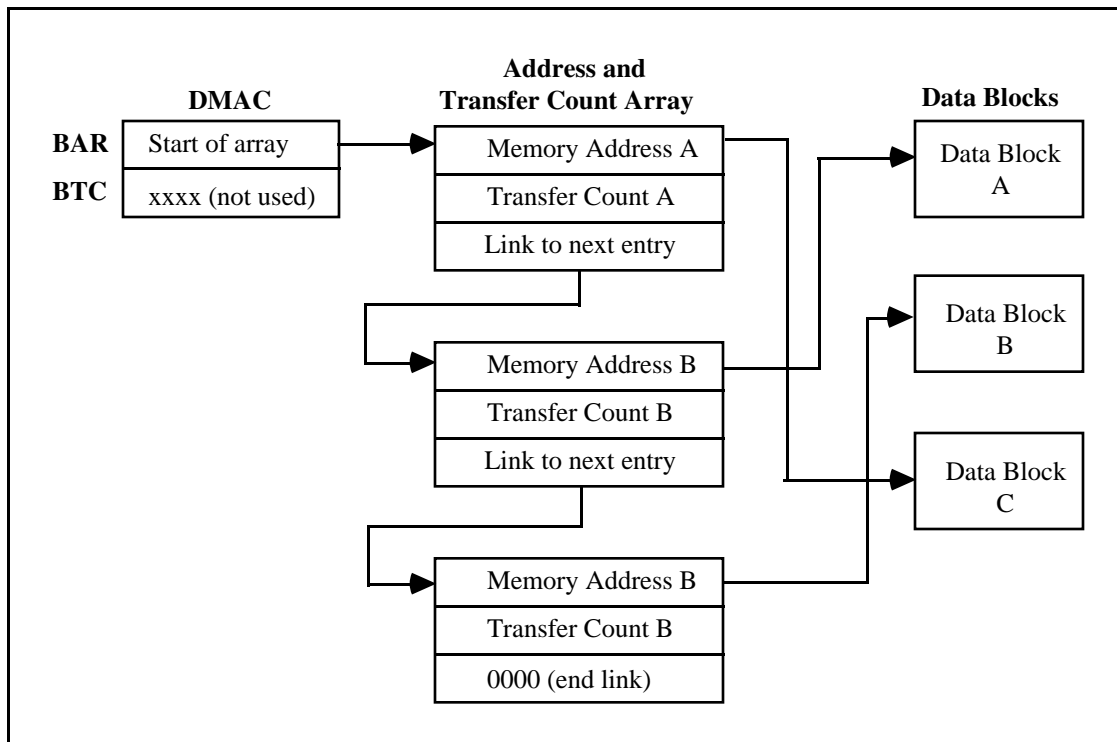 Address and
Transfer Count Array
DMAC
Data Blocks
BAR
Start of array
BTC
xxxx (not used)
Memory Address A
Transfer Count A
Link to next entry
Memory Address B
Transfer Count B
Link to next entry
Memory Address B
Transfer Count B
0000 (end link)
Data Block
A
Data Block
B
Data Block
C